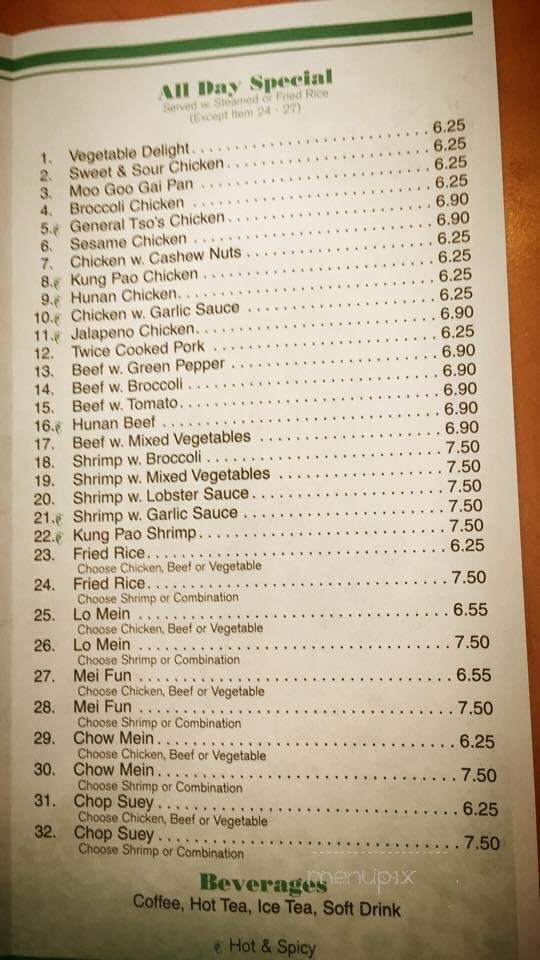 All Day Special
Served w. Steamed or Fried Rice
(Except Item 24 - 27)
1. Vegetable Delight 6.25
2. Sweet & Sour Chicken 6.25
3. Moo Goo Gai Pan 6.25
4. Broccoli Chicken 6.25
5. General Tso's Chicken 6.90
6. Sesame Chicken 6.90
7. Chicken w. Cashew Nuts 6.25
8. Kung Pao Chicken 6.25
9. Hunan Chicken 6.25
10. Chicken w. Garlic Sauce 6.25
11. Jalapeno Chicken 6.90
12. Twice Cooked Pork 6.25
13. Beef w. Green Pepper 6.90
14. Beef w. Broccoli 6.90
15. Beef w. Tomato 6.90
16. Hunan Beef 6.90
17. Beef w. Mixed Vegetables 6.90
18. Shrimp w. Broccoli 7.50
19. Shrimp w. Mixed Vegetables 7.50
20. Shrimp w. Lobster Sauce 7.50
21. Shrimp w. Garlic Sauce 7.50
22. Kung Pao Shrimp 7.50
23. Fried Rice 6.25
Choose Chicken, Beef or Vegetable
24. Fried Rice 7.50
Choose Shrimp or Combination
25. Lo Mein 6.55
Choose Chicken, Beef or Vegetable
26. Lo Mein 7.50
Choose Shrimp or Combination
27. Mei Fun 6.55
Choose Chicken, Beef or Vegetable
28. Mei Fun 7.50
Choose Shrimp or Combination
29. Chow Mein 6.25
Choose Chicken, Beef or Vegetable
30. Chow Mein 7.50
Choose Shrimp or Combination
31. Chop Suey 6.25
Choose Chicken, Beef or Vegetable
32. Chop Suey 7.50
Choose Shrimp or Combination
menupix
Beverages
Coffee, Hot Tea, Ice Tea, Soft Drink
Hot & Spicy